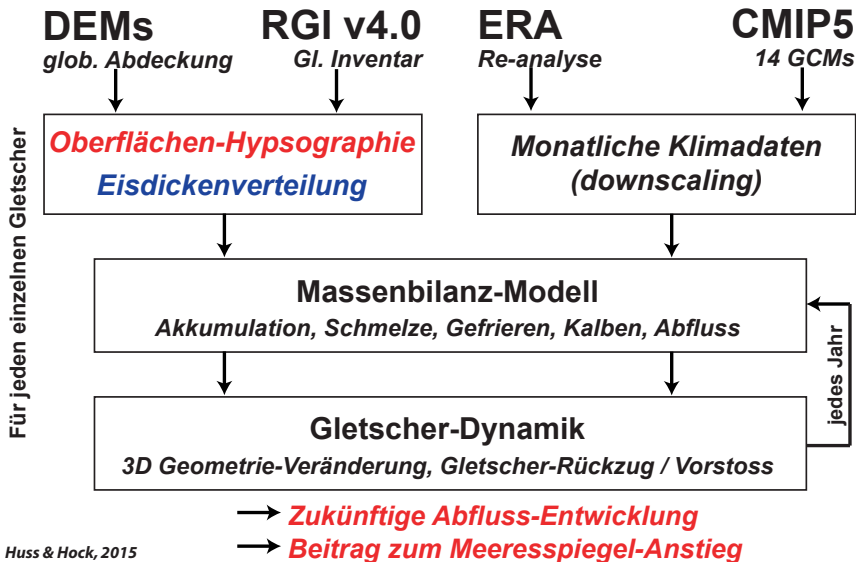 DEMs
glob. Abdeckung
RGI v4.0
Gl. Inventar
ERA
Re-analyse
CMIP5
14 GCMs
Für jeden einzelnen Gletscher
Oberflächen-Hypsographie
Eisdickenverteilung
Monatliche Klimadaten
(downscaling)
Massenbilanz-Modell
Akkumulation, Schmelze, Gefrieren, Kalben, Abfluss
jedes Jahr
Gletscher-Dynamik
3D Geometrie-Veränderung, Gletscher-Rückzug / Vorstoss
Zukünftige Abfluss-Entwicklung
Beitrag zum Meeresspiegel-Anstieg
Huss & Hock, 2015